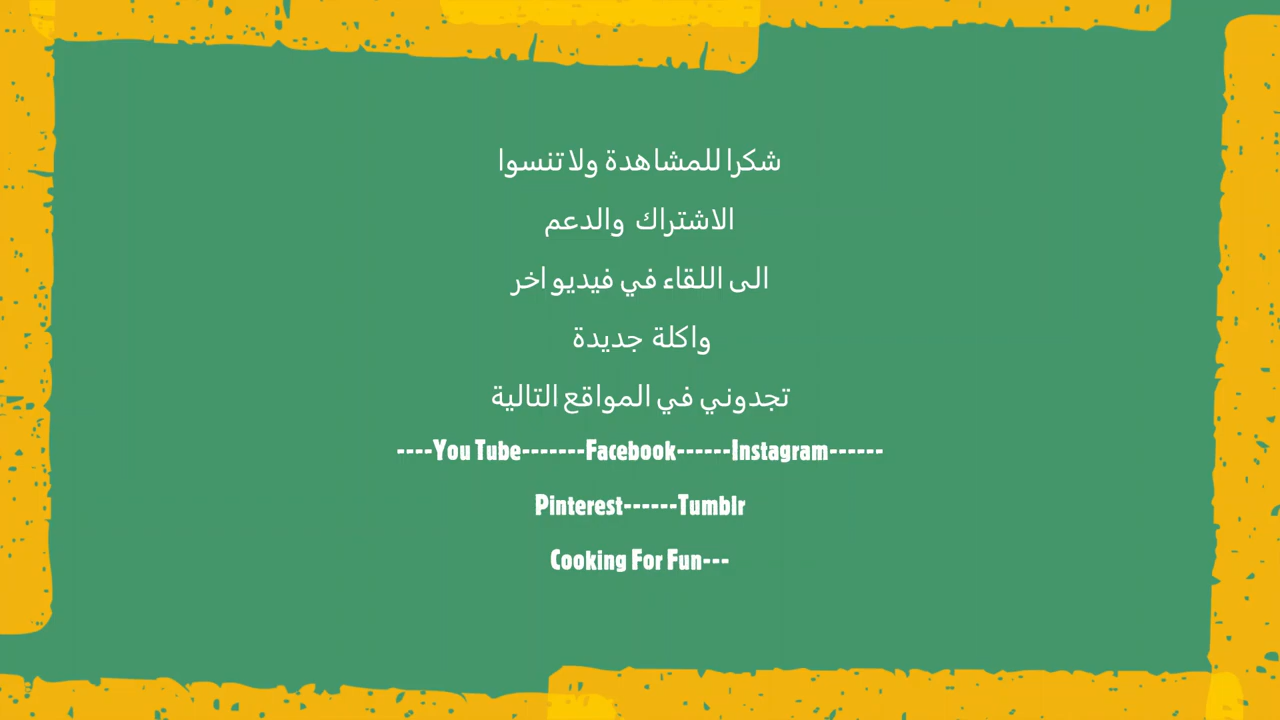 شكرا للمشاهدة ولا تنسوا
الاشتراك والدعم
الى اللقاء في فيديو اخر
واكلة جديدة
تجدوني في المواقع التالية
----You Tube-------Facebook------Instagram------
Pinterest------Tumblr
Cooking For Fun---